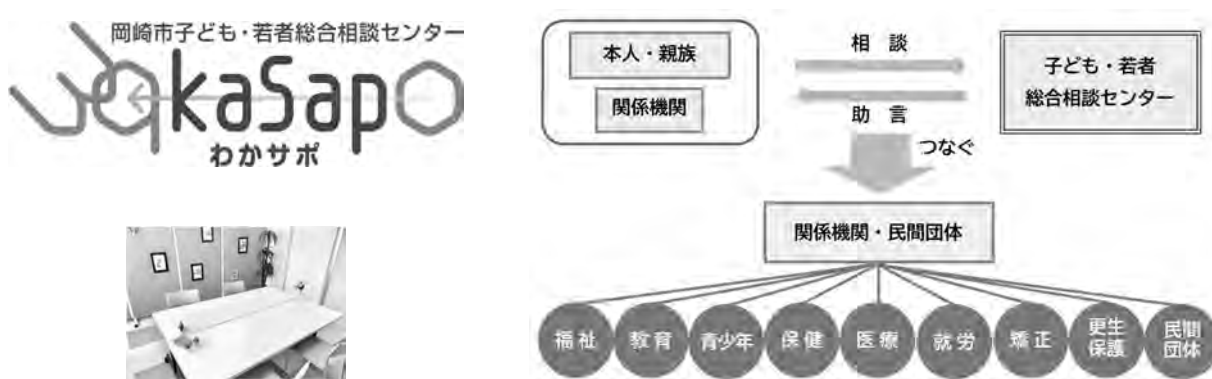 岡崎市子ども・若者総合相談センター
wakaSapo
わかサポ
本人・親族
関係機関
相 談
助 言
子ども・若者
総合相談センター
つなぐ
関係機関・民間団体
福祉
教育
青少年
保健
医療
就労
矯正
更生
保護
民間
団体